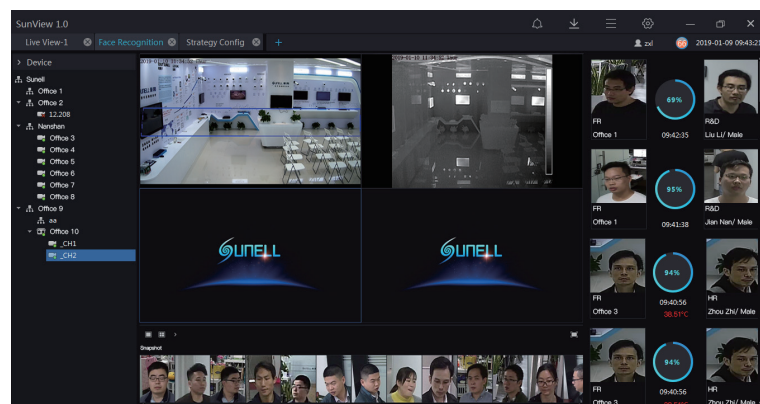 SunView 1.0
Live View-1
Face Recognition
Strategy Config
+
zxl
66
2019-01-09 09:43:21
> Device
Sunell
Office 1
Office 2
12.208
Nanshan
Office 3
Office 4
Office 5
Office 6
Office 7
Office 8
Office 9
aa
Office 10
_CH1
_CH2
SUNELL
SUNELL
Snapshot
FR
Office 1
69%
09:42:35
R&D
Liu Li/ Male
FR
Office 1
95%
09:41:38
R&D
Jian Nan/ Male
FR
Office 3
94%
09:40:56
38.51°C
HR
Zhou Zhi/ Male
FR
Office 3
94%
09:40:56
HR
Zhou Zhi/ Male